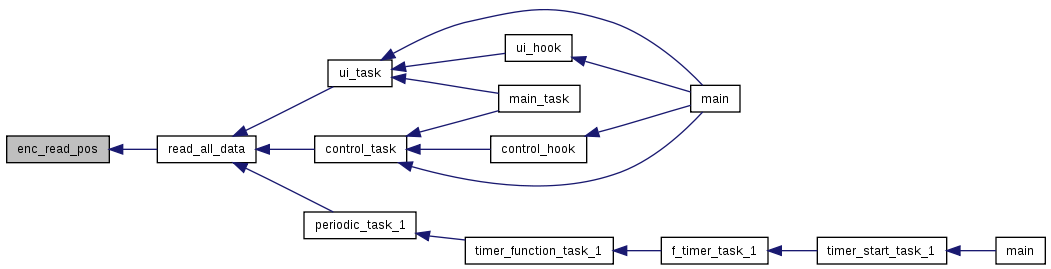 ui_hook
ui_task
main_task
main
enc_read_pos
read_all_data
control_task
control_hook
periodic_task_1
timer_function_task_1
f_timer_task_1
timer_start_task_1
main